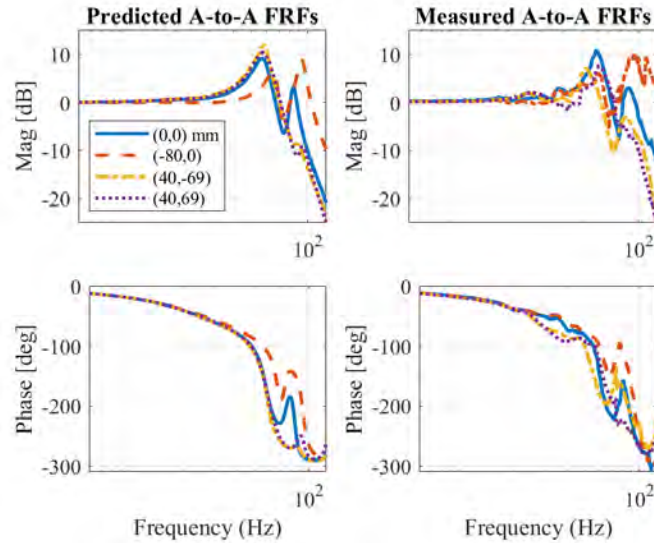 Predicted A-to-A FRFs
Measured A-to-A FRFs
Mag [dB]
10
0
-10
-20
(0,0) mm
(-80,0)
(40,-69)
(40,69)
10²
Mag [dB]
10
0
-10
-20
10²
Phase [deg]
0
-100
-200
-300
10²
Frequency (Hz)
Phase [deg]
0
-100
-200
-300
10²
Frequency (Hz)